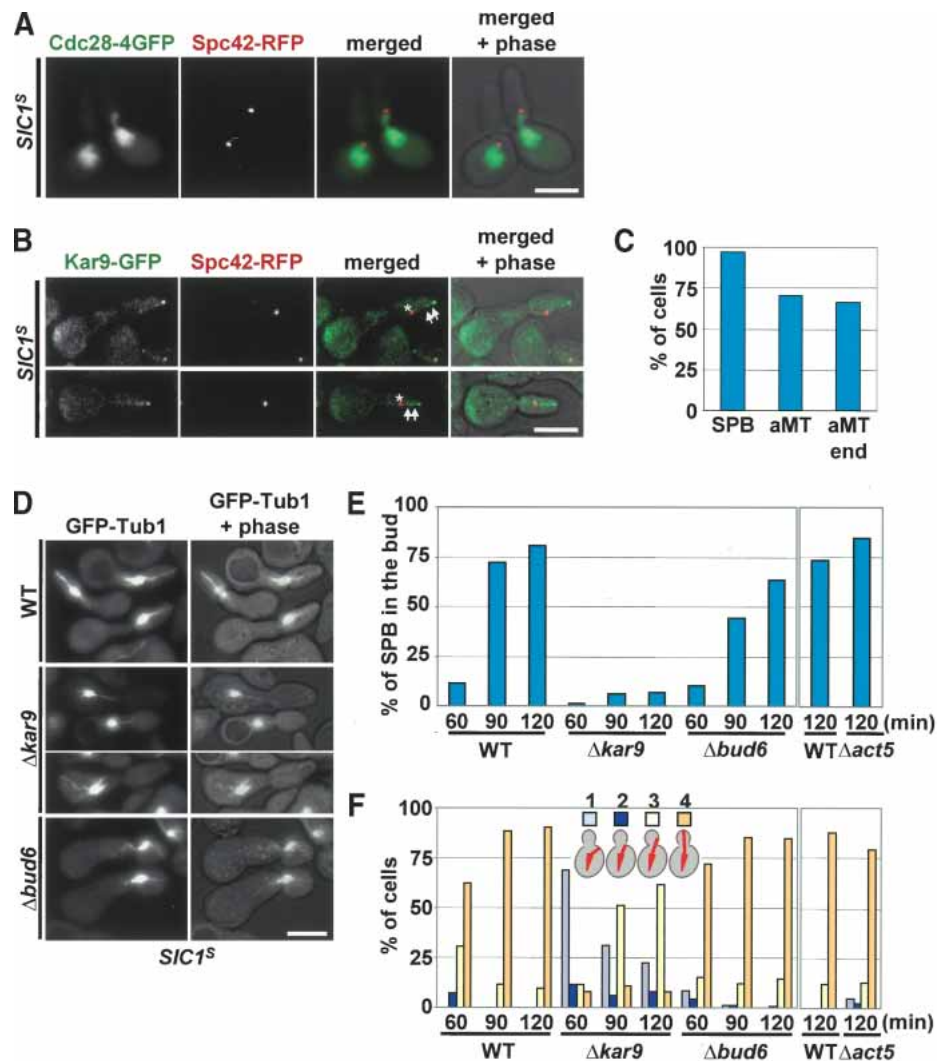 A
Cdc28-4GFP Spc42-RFP merged merged + phase
SIC1ˢ
B
Kar9-GFP Spc42-RFP merged merged + phase
*
*
SIC1ˢ
C
% of cells
100
75
50
25
SPB aMT aMT end
D
GFP-Tub1 GFP-Tub1 + phase
WT
Δkar9
Δbud6
SIC1ˢ
E
% of SPB in the bud
100
75
50
25
0
60 90 120 60 90 120 60 90 120 120 120 (min)
WT Δkar9 Δbud6 WT Δact5
F
% of cells
100
75
50
25
0
1 2 3 4
60 90 120 60 90 120 60 90 120 120 120 (min)
WT Δkar9 Δbud6 WT Δact5